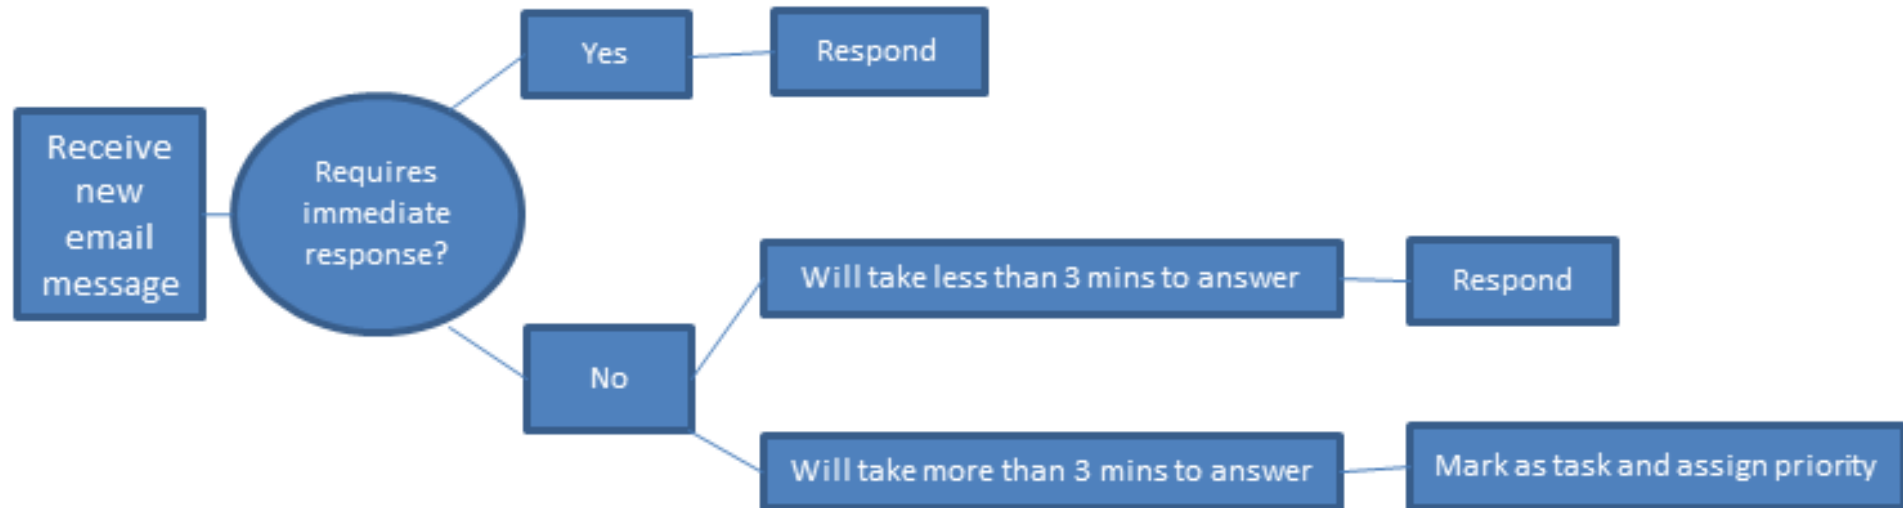 Receive
new
email
message
Requires
immediate
response?
Yes
Respond
No
Will take less than 3 mins to answer
Respond
Will take more than 3 mins to answer
Mark as task and assign priority